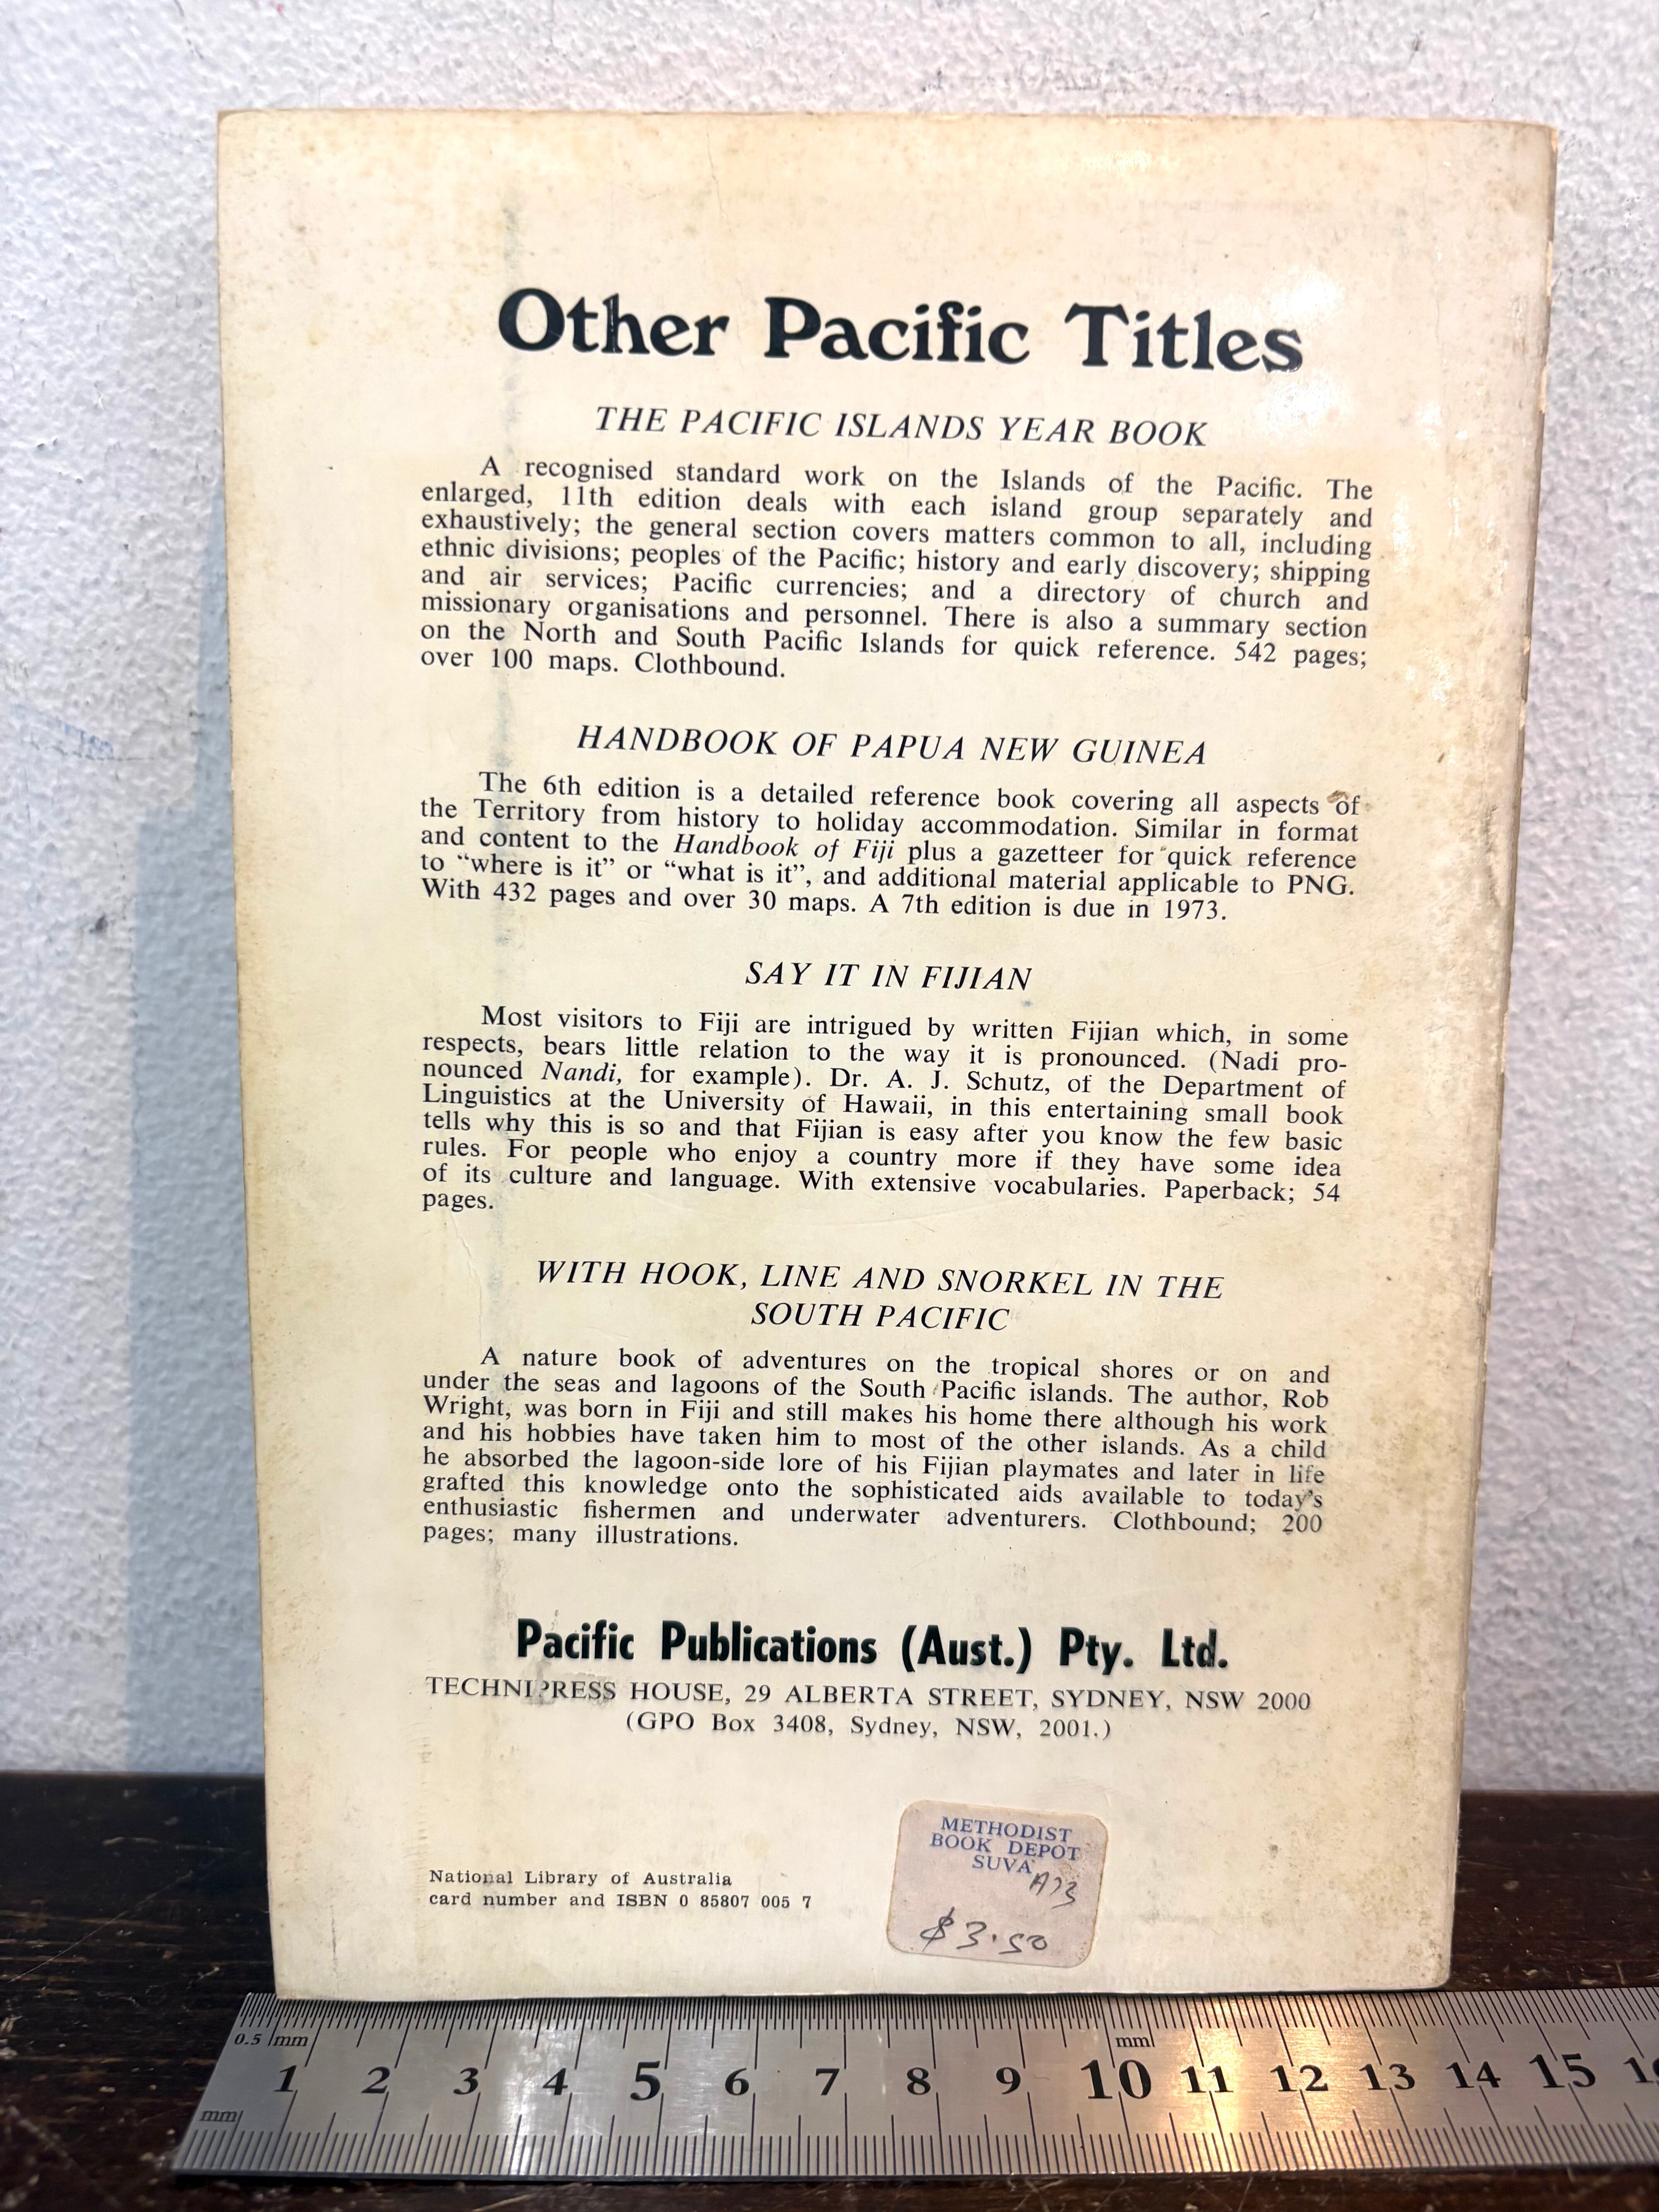 Other Pacific Titles
THE PACIFIC ISLANDS YEAR BOOK
A recognised standard work on the Islands of the Pacific. The
enlarged, 11th edition deals with each island group separately and
exhaustively; the general section covers matters common to all, including
ethnic divisions; peoples of the Pacific; history and early discovery; shipping
and air services; Pacific currencies; and a directory of church and
missionary organisations and personnel. There is also a summary section
on the North and South Pacific Islands for quick reference. 542 pages;
over 100 maps. Clothbound.
HANDBOOK OF PAPUA NEW GUINEA
The 6th edition is a detailed reference book covering all aspects of
the Territory from history to holiday accommodation. Similar in format
and content to the Handbook of Fiji plus a gazetteer for quick reference
to “where is it” or “what is it”, and additional material applicable to PNG.
With 432 pages and over 30 maps. A 7th edition is due in 1973.
SAY IT IN FIJIAN
Most visitors to Fiji are intrigued by written Fijian which, in some
respects, bears little relation to the way it is pronounced. (Nadi pro-
nounced Nandi, for example). Dr. A. J. Schutz, of the Department of
Linguistics at the University of Hawaii, in this entertaining small book
tells why this is so and that Fijian is easy after you know the few basic
rules. For people who enjoy a country more if they have some idea
of its culture and language. With extensive vocabularies. Paperback; 54
pages.
WITH HOOK, LINE AND SNORKEL IN THE
SOUTH PACIFIC
A nature book of adventures on the tropical shores or on and
under the seas and lagoons of the South Pacific islands. The author, Rob
Wright, was born in Fiji and still makes his home there although his work
and his hobbies have taken him to most of the other islands. As a child
he absorbed the lagoon-side lore of his Fijian playmates and later in life
grafted this knowledge onto the sophisticated aids available to today’s
enthusiastic fishermen and underwater adventurers. Clothbound; 200
pages; many illustrations.
Pacific Publications (Aust.) Pty. Ltd.
TECHNIPRESS HOUSE, 29 ALBERTA STREET, SYDNEY, NSW 2000
(GPO Box 3408, Sydney, NSW, 2001.)
METHODIST
BOOK DEPOT
SUVA
A73
$3.50
National Library of Australia
card number and ISBN 0 85807 005 7
0.5 mm mm
1 2 3 4 5 6 7 8 9 10 11 12 13 14 15
mm